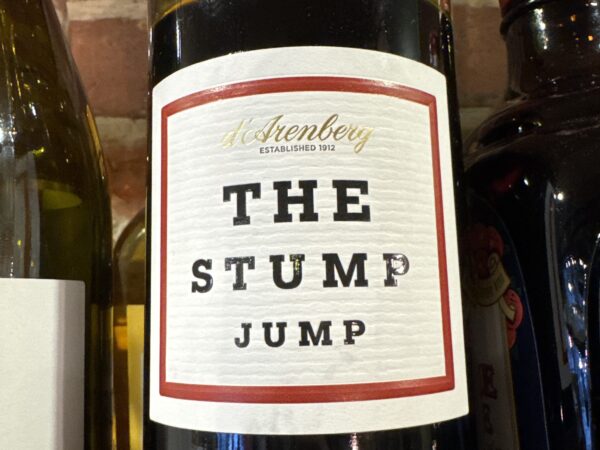 d'Arenberg
ESTABLISHED 1912
THE
STUMP
JUMP